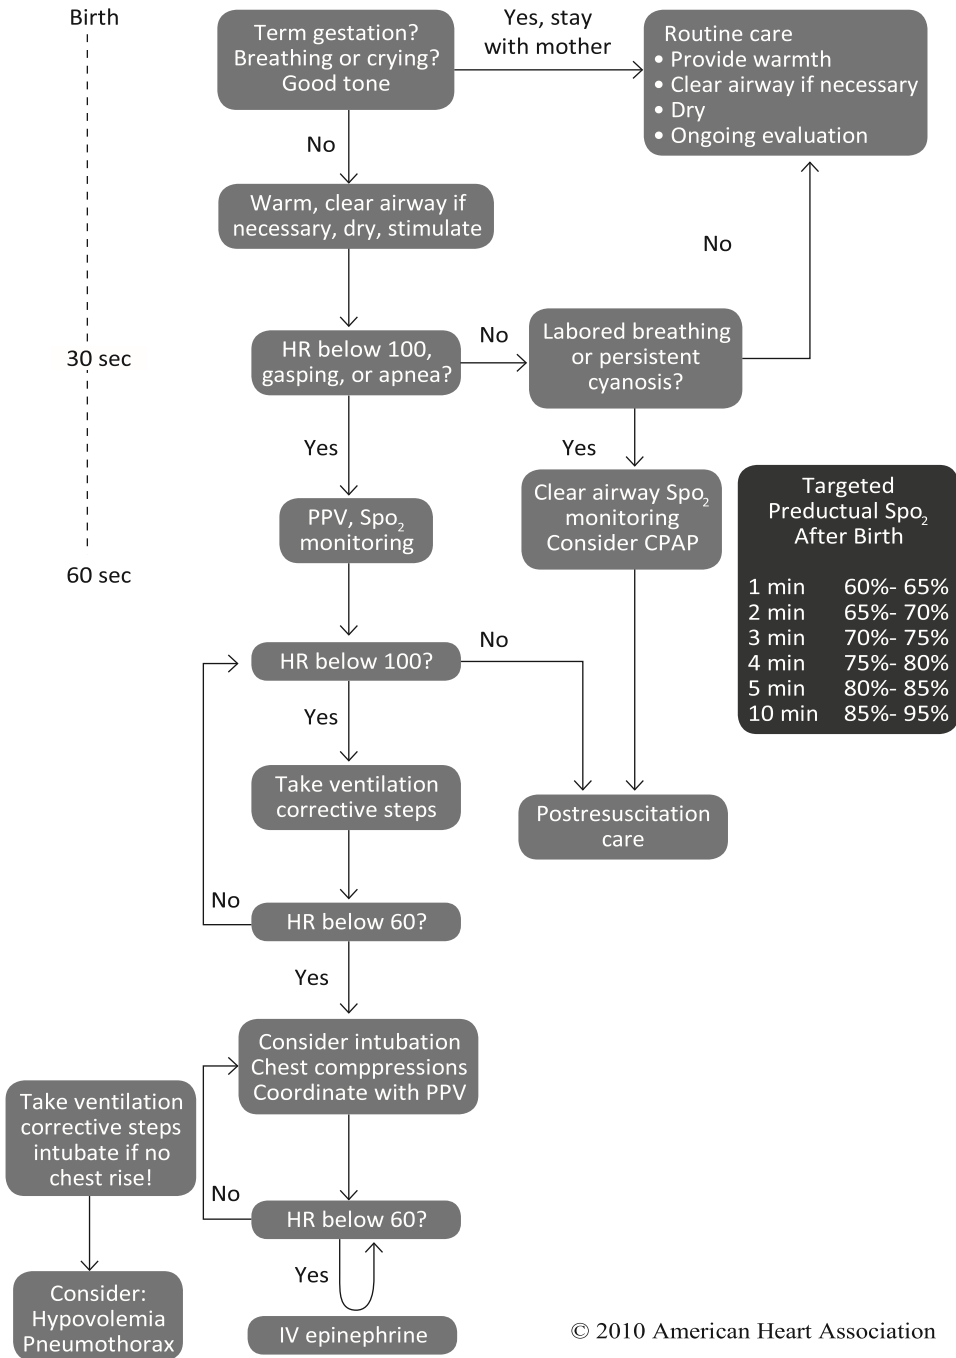 Birth
Term gestation?
Breathing or crying?
Good tone
Yes, stay
with mother
Routine care
• Provide warmth
• Clear airway if necessary
• Dry
• Ongoing evaluation
No
Warm, clear airway if
necessary, dry, stimulate
No
30 sec
HR below 100,
gasping, or apnea?
No
Labored breathing
or persistent
cyanosis?
Yes
Yes
PPV, Spo₂
monitoring
Clear airway Spo₂
monitoring
Consider CPAP
60 sec
Targeted
Preductual Spo₂
After Birth
1 min 60%- 65%
2 min 65%- 70%
3 min 70%- 75%
4 min 75%- 80%
5 min 80%- 85%
10 min 85%- 95%
HR below 100?
No
Yes
Take ventilation
corrective steps
Postresuscitation
care
No
HR below 60?
Yes
Consider intubation
Chest comppressions
Coordinate with PPV
Take ventilation
corrective steps
intubate if no
chest rise!
No
HR below 60?
Yes
Consider:
Hypovolemia
Pneumothorax
IV epinephrine
© 2010 American Heart Association